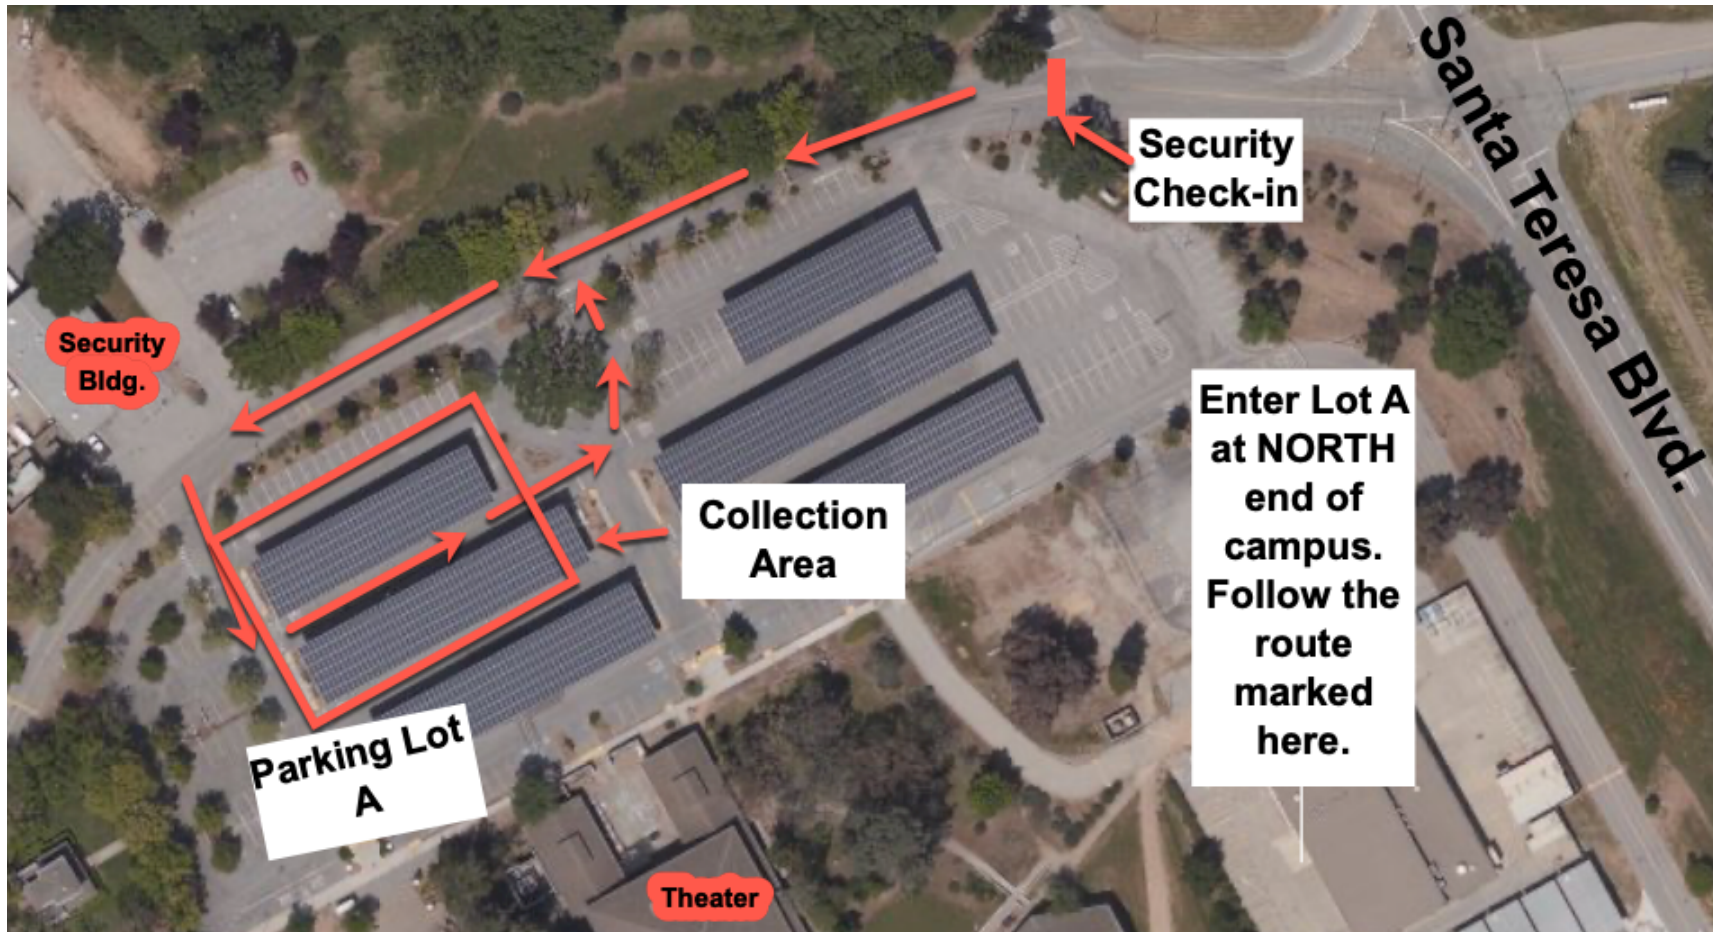 Santa Teresa Blvd.
Security
Check-in
Security
Bldg.
Enter Lot A
at NORTH
end of
campus.
Follow the
route
marked
here.
Collection
Area
Parking Lot
A
Theater